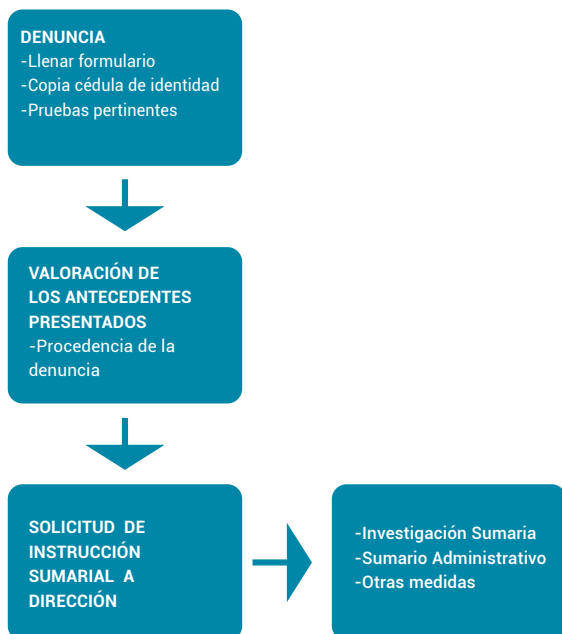 DENUNCIA
-Llenar formulario
-Copia cédula de identidad
-Pruebas pertinentes
VALORACIÓN DE
LOS ANTECEDENTES
PRESENTADOS
-Procedencia de la
denuncia
SOLICITUD DE
INSTRUCCIÓN
SUMARIAL A
DIRECCIÓN
-Investigación Sumaria
-Sumario Administrativo
-Otras medidas